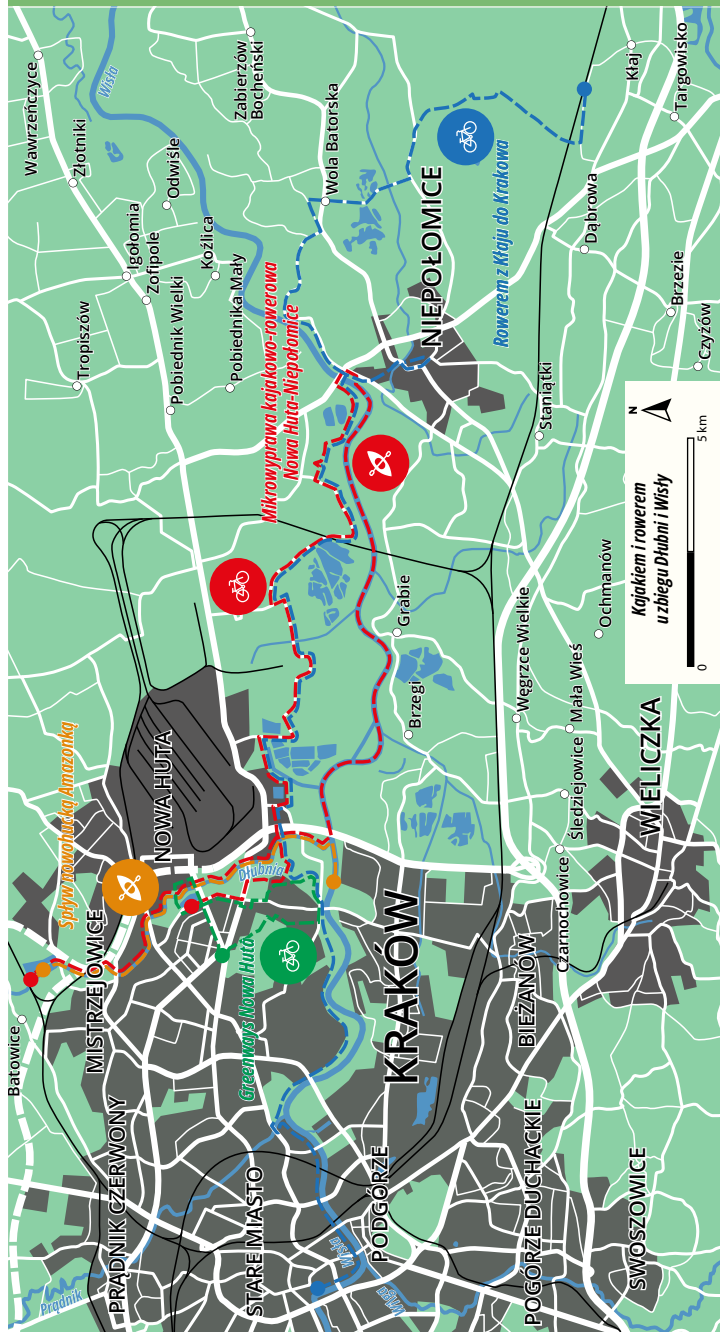 Batowice
MISTRZEJOWICE
PRĄDNIK CZERWONY
Prądnik
Spływ nowohucką Amazonką
NOWA HUTA
Dłubnia
Greenways Nowa Huta
STARE MIASTO
Wisła
Wilga
PODGÓRZE
KRAKÓW
BIEŻANÓW
POGÓRZE DUCHACKIE
SWOSZOWICE
Czarnochowice
Śledziejowice
WIELICZKA
Mała Wieś
Węgrzce Wielkie
Ochmanów
Brzegi
Grabie
Mikrowyprawa kajakowo-rowerowa
Nowa Huta-Niepołomice
Tropiszów
Pobiednik Wielki
Pobiednika Mały
Koźlica
Zofipole
Igołomia
Odwiśle
Złotniki
Wawrzeńczyce
Wisła
Zabierzów
Bocheński
Wola Batorska
NIEPOŁOMICE
Rowerem z Kłaju do Krakowa
Staniątki
Dąbrowa
Kłaj
Targowisko
Brzezie
Czyżów
Kajakiem i rowerem
u zbiegu Dłubni i Wisły
N
0
5 km